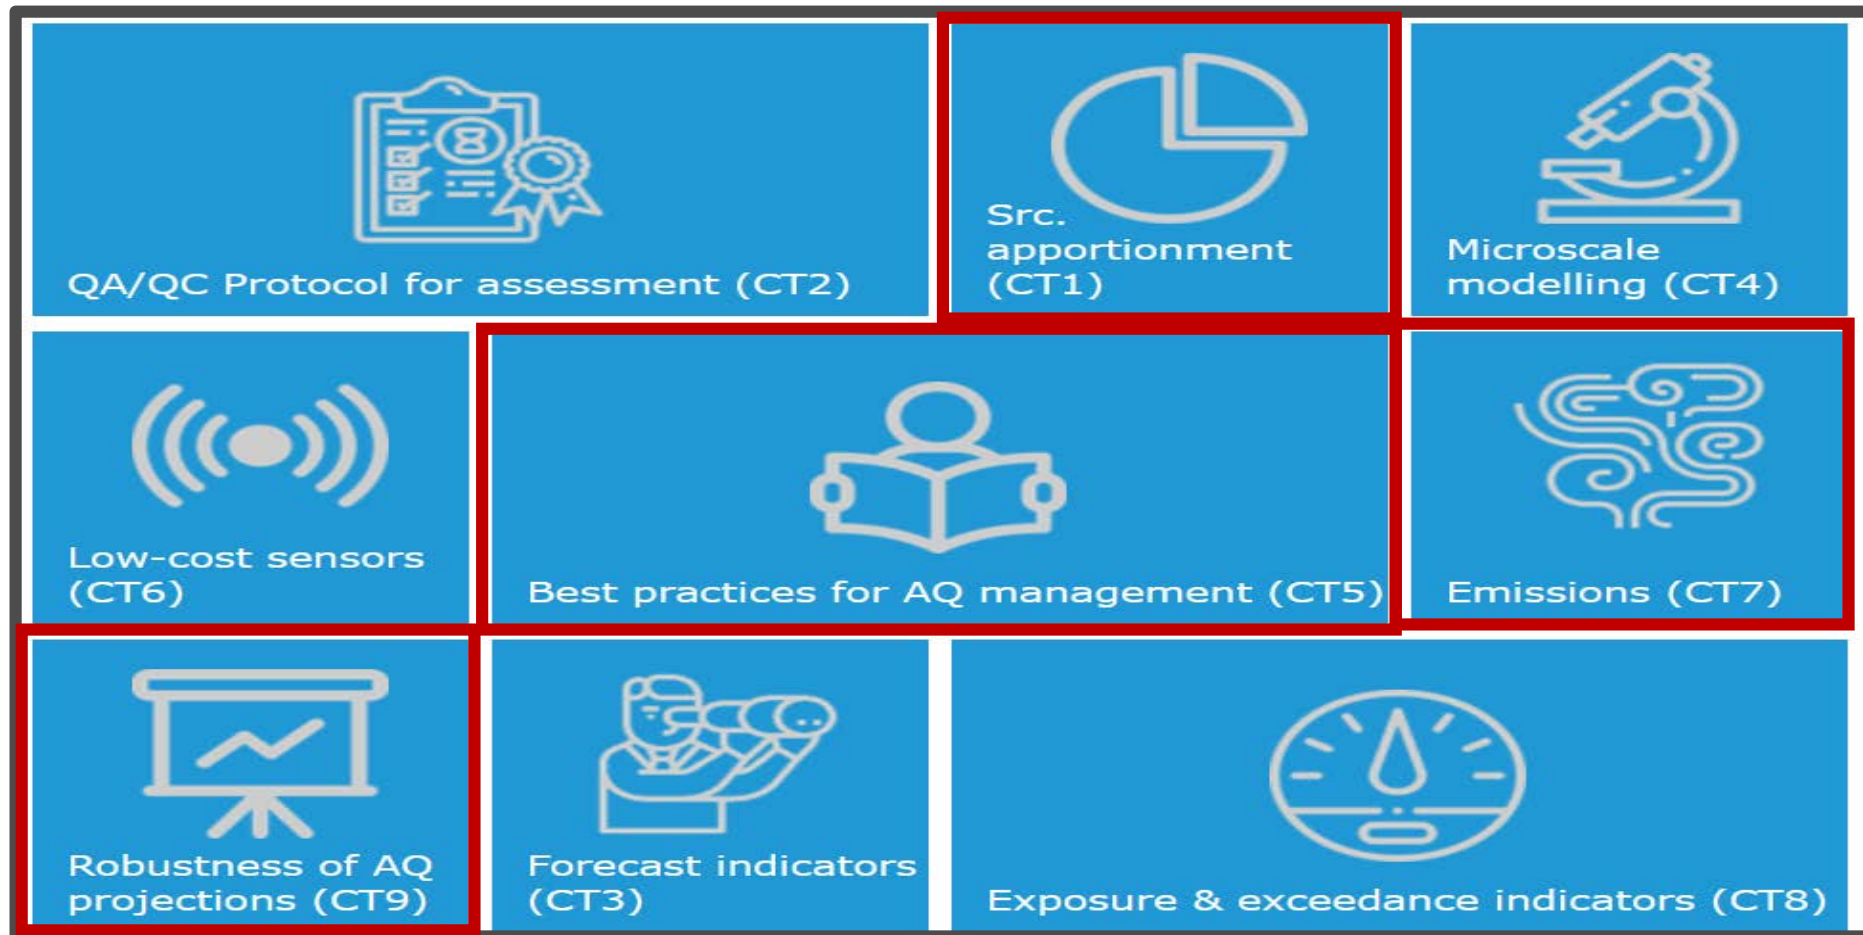 QA/QC Protocol for assessment (CT2)
Src.
apportionment
(CT1)
Microscale
modelling (CT4)
Low-cost sensors
(CT6)
Best practices for AQ management (CT5)
Emissions (CT7)
Robustness of AQ
projections (CT9)
Forecast indicators
(CT3)
Exposure & exceedance indicators (CT8)